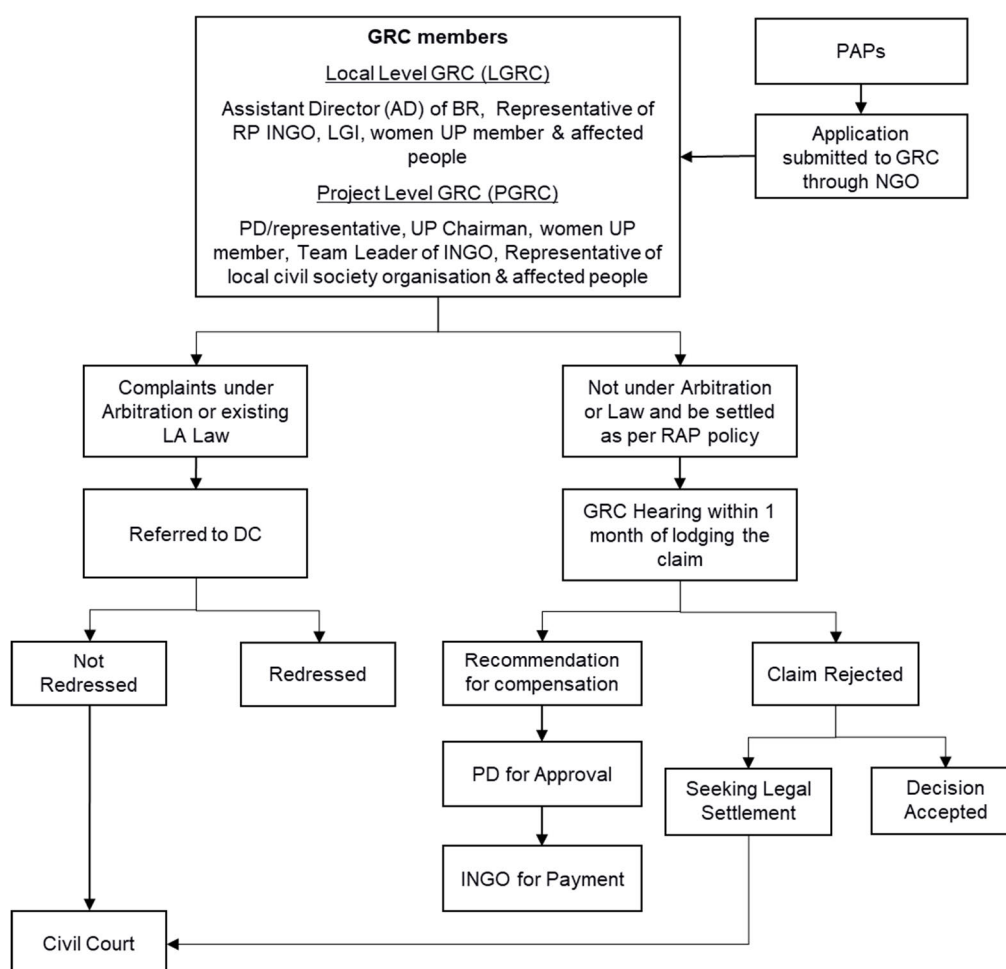 GRC members
Local Level GRC (LGRC)
Assistant Director (AD) of BR, Representative of
RP INGO, LGI, women UP member & affected
people
Project Level GRC (PGRC)
PD/representative, UP Chairman, women UP
member, Team Leader of INGO, Representative of
local civil society organisation & affected people
PAPs
Application
submitted to GRC
through NGO
Complaints under
Arbitration or existing
LA Law
Not under Arbitration
or Law and be settled
as per RAP policy
Referred to DC
GRC Hearing within 1
month of lodging the
claim
Not
Redressed
Redressed
Recommendation
for compensation
Claim Rejected
PD for Approval
Seeking Legal
Settlement
Decision
Accepted
INGO for Payment
Civil Court